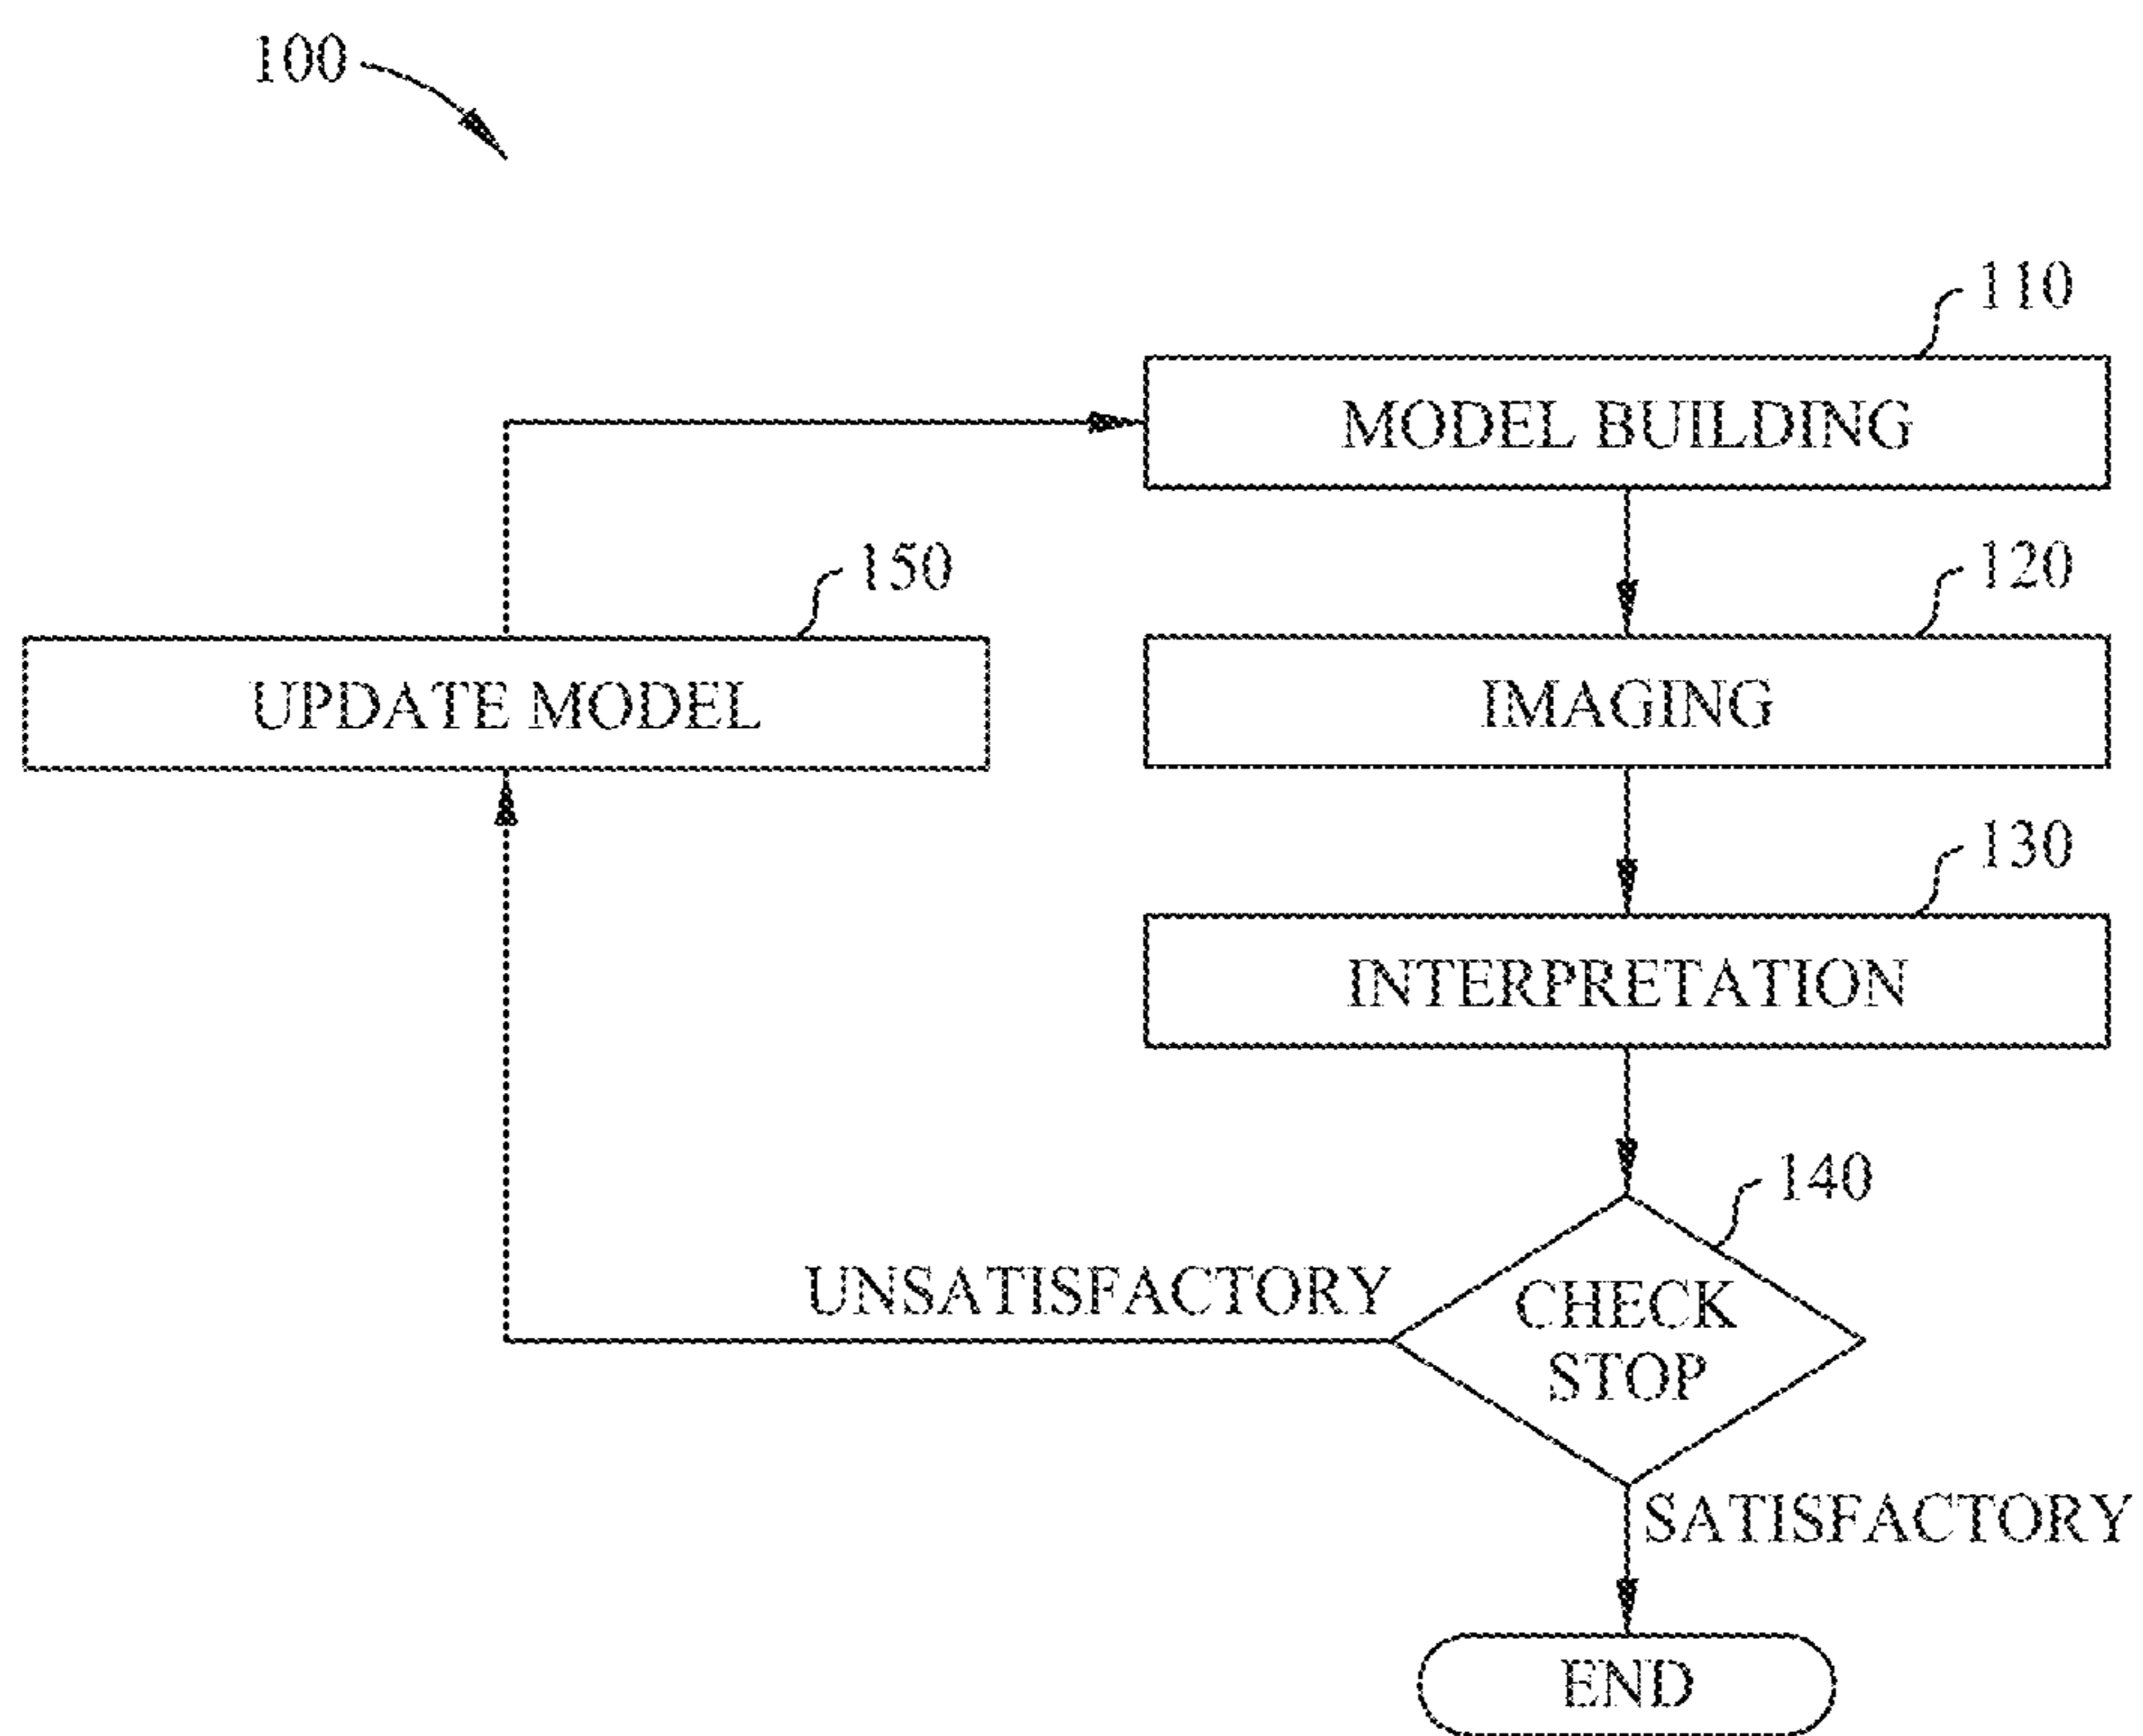 100
110
MODEL BUILDING
150
120
UPDATE MODEL
IMAGING
130
INTERPRETATION
140
UNSATISFACTORY
CHECK
STOP
SATISFACTORY
END